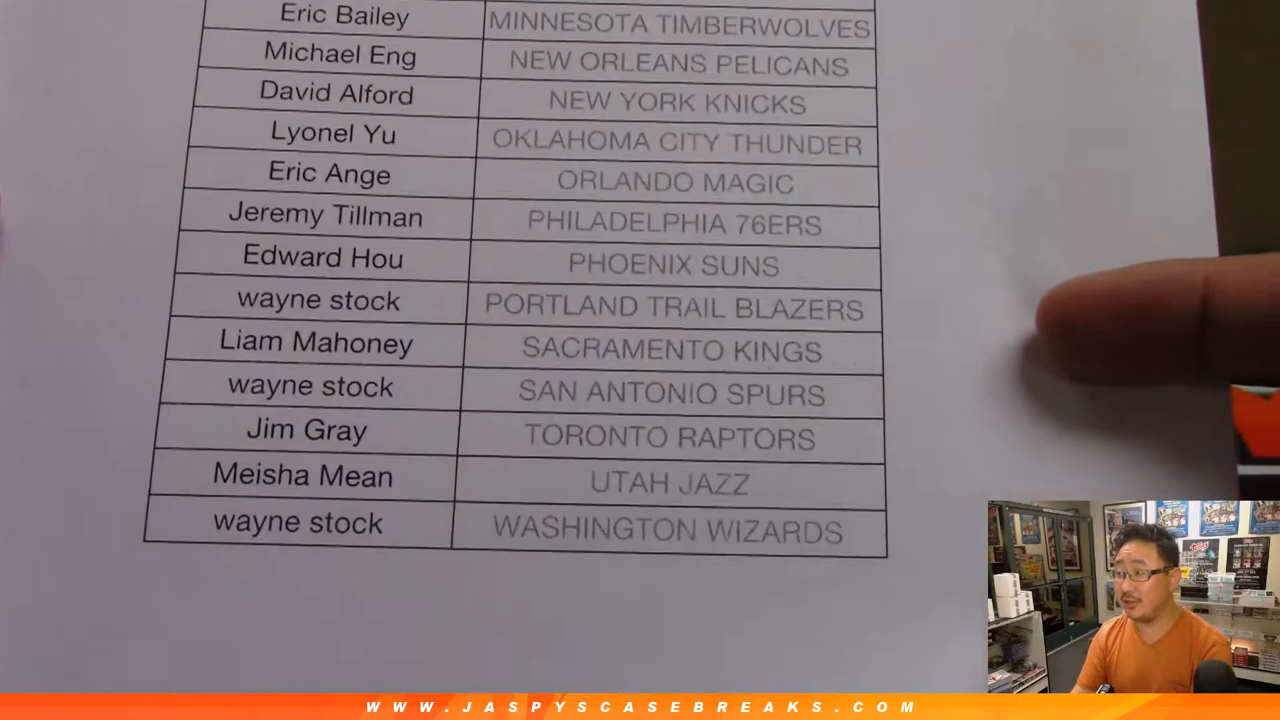 Eric Bailey MINNESOTA TIMBERWOLVES
Michael Eng NEW ORLEANS PELICANS
David Alford NEW YORK KNICKS
Lyonel Yu OKLAHOMA CITY THUNDER
Eric Ange ORLANDO MAGIC
Jeremy Tillman PHILADELPHIA 76ERS
Edward Hou PHOENIX SUNS
wayne stock PORTLAND TRAIL BLAZERS
Liam Mahoney SACRAMENTO KINGS
wayne stock SAN ANTONIO SPURS
Jim Gray TORONTO RAPTORS
Meisha Mean UTAH JAZZ
wayne stock WASHINGTON WIZARDS
WWW.JASPYSCASEBREAKS.COM